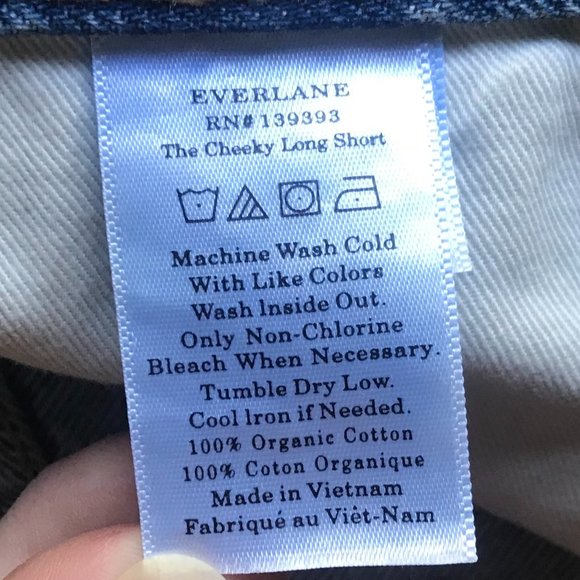 EVERLANE
RN# 139393
The Cheeky Long Short
Machine Wash Cold
With Like Colors
Wash Inside Out.
Only Non-Chlorine
Bleach When Necessary.
Tumble Dry Low.
Cool Iron if Needed.
100% Organic Cotton
100% Coton Organique
Made in Vietnam
Fabriqué au Viêt-Nam